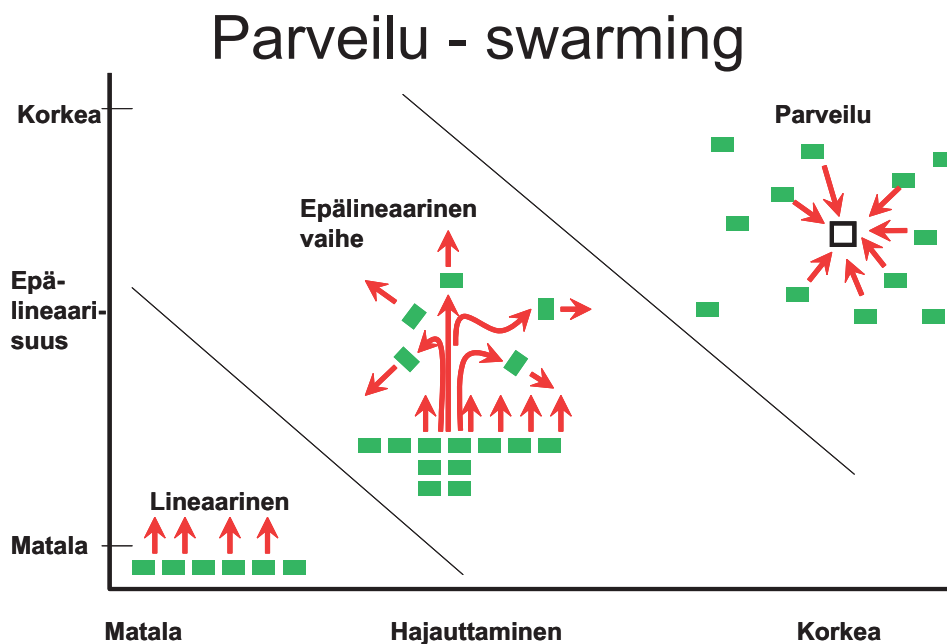 Parveilu - swarming
Korkea
Parveilu
Epälineaarinen
vaihe
Epä-
lineaari-
suus
Lineaarinen
Matala
Matala
Hajauttaminen
Korkea